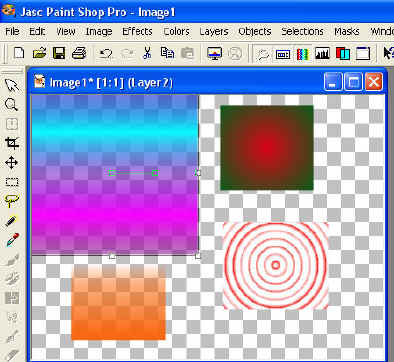 Jasc Paint Shop Pro - Image1
File Edit View Image Effects Colors Layers Objects Selections Masks Window
Image1* [1:1] (Layer2)